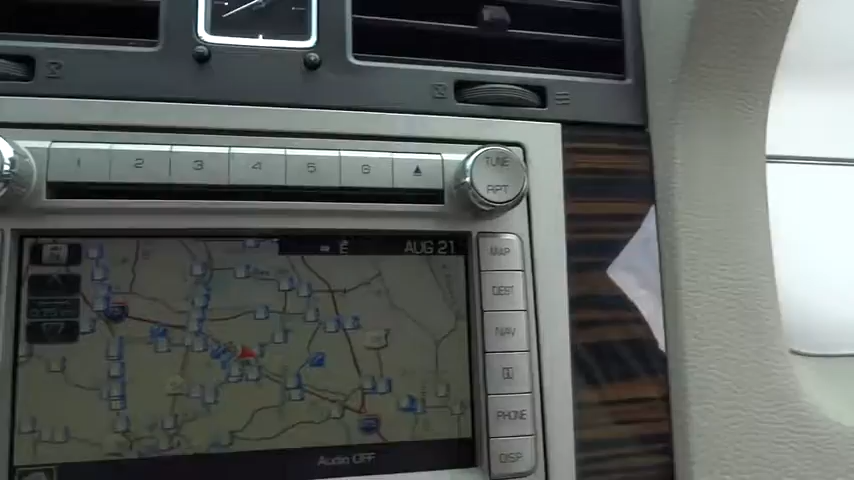 1 2 3 4 5 6
TUNE
RPT
E AUG 21
MAP
DEST
NAV
PHONE
DISP
Audio OFF